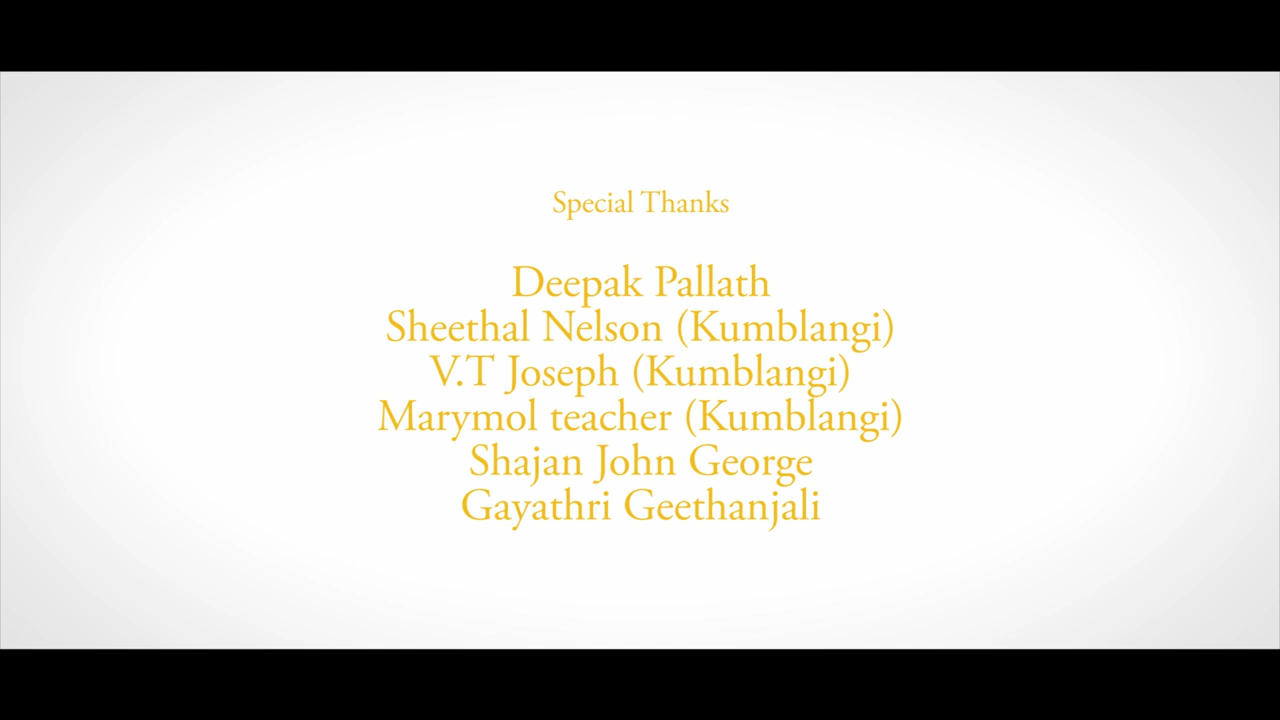 Special Thanks
Deepak Pallath
Sheethal Nelson (Kumblangi)
V.T Joseph (Kumblangi)
Marymol teacher (Kumblangi)
Shajan John George
Gayathri Geethanjali